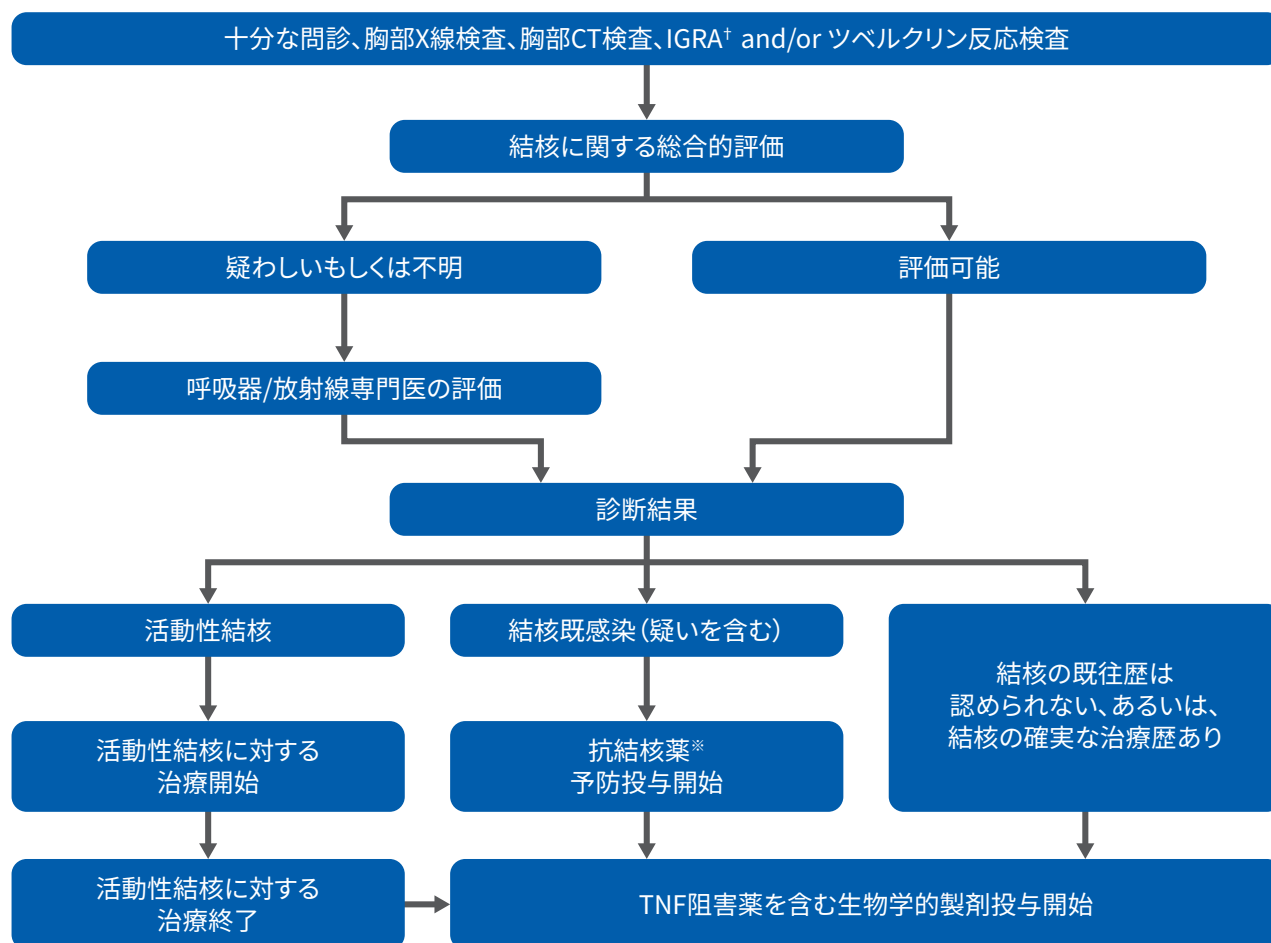 十分な問診、胸部X線検査、胸部CT検査、IGRA† and/or ツベルクリン反応検査
結核に関する総合的評価
疑わしいもしくは不明
評価可能
呼吸器/放射線専門医の評価
診断結果
活動性結核
結核既感染（疑いを含む）
結核の既往歴は
認められない、あるいは、
結核の確実な治療歴あり
活動性結核に対する
治療開始
抗結核薬※
予防投与開始
活動性結核に対する
治療終了
TNF阻害薬を含む生物学的製剤投与開始